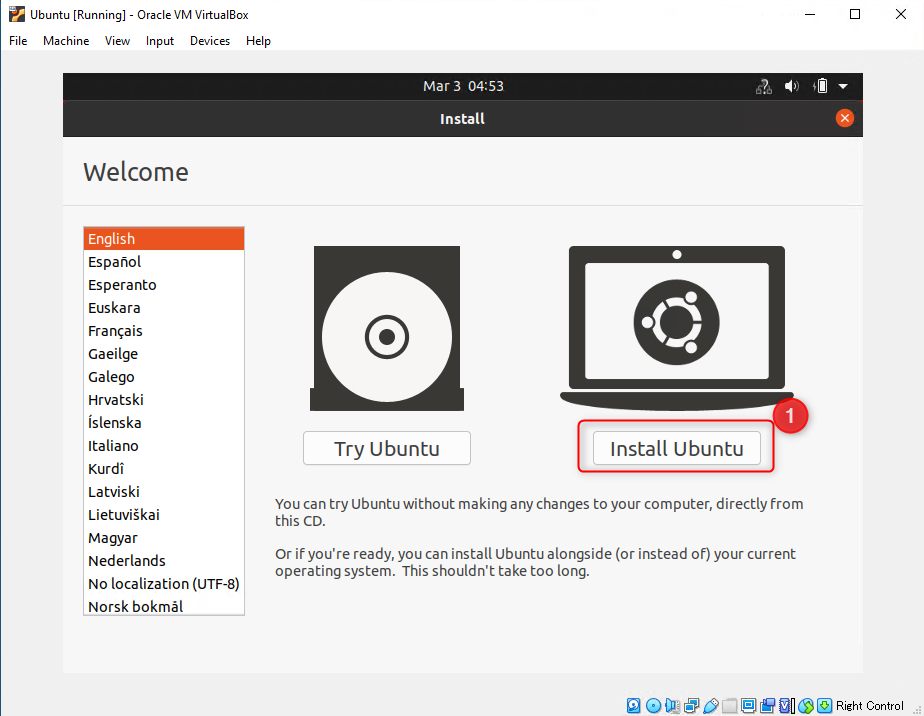 Ubuntu [Running] - Oracle VM VirtualBox
File Machine View Input Devices Help
Mar 3 04:53
Install
Welcome
English
Español
Esperanto
Euskara
Français
Gaeilge
Galego
Hrvatski
Íslenska
Italiano
Kurdî
Latviski
Lietuviškai
Magyar
Nederlands
No localization (UTF-8)
Norsk bokmål
Try Ubuntu
1
Install Ubuntu
You can try Ubuntu without making any changes to your computer, directly from
this CD.
Or if you're ready, you can install Ubuntu alongside (or instead of) your current
operating system. This shouldn't take too long.
Right Control